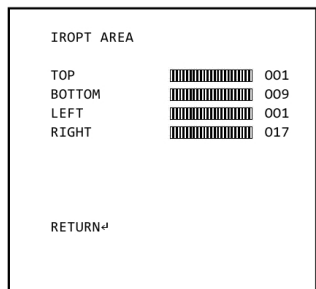 IROPT AREA
TOP 001
BOTTOM 009
LEFT 001
RIGHT 017
RETURN↵